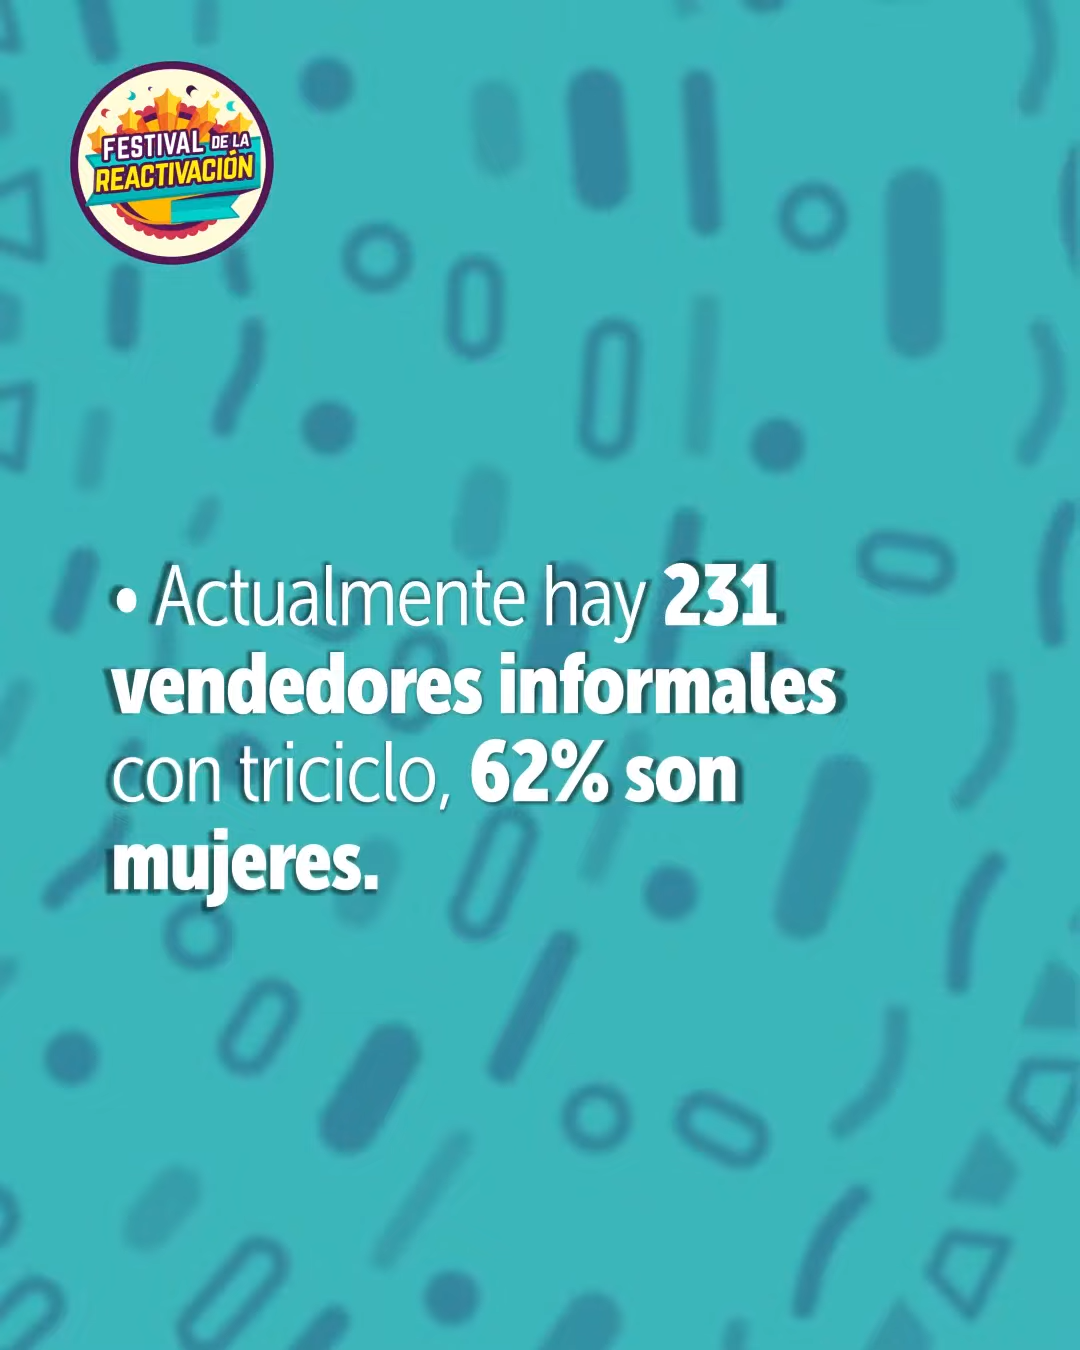 FESTIVAL DE LA
REACTIVACIÓN
• Actualmente hay 231
vendedores informales
con triciclo, 62% son
mujeres.